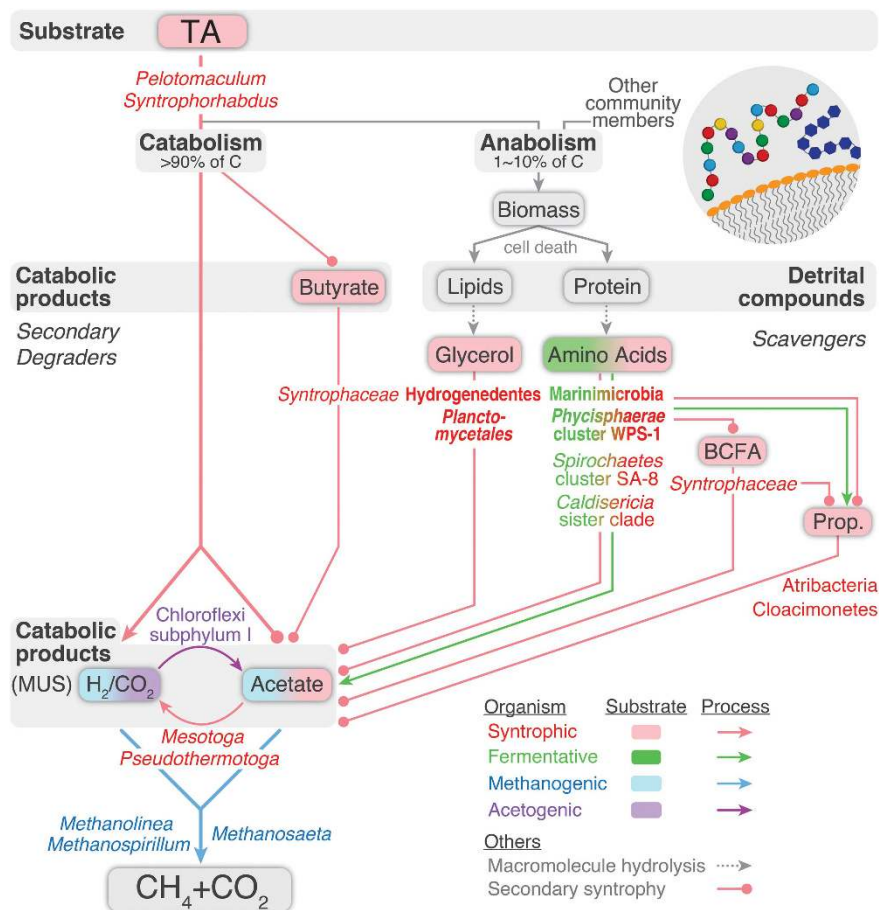 Substrate
TA
Pelotomaculum
Syntrophorhabdus
Other
community
members
Catabolism
>90% of C
Anabolism
1~10% of C
Biomass
cell death
Catabolic
products
Butyrate
Lipids
Protein
Detrital
compounds
Secondary
Degraders
Scavengers
Glycerol
Amino Acids
Syntrophaceae
Hydrogenedentes
Plancto-
mycetales
Marinimicrobia
Phycisphaerae
cluster WPS-1
Spirochaetes
cluster SA-8
Caldisericia
sister clade
BCFA
Syntrophaceae
Prop.
Atribacteria
Cloacimonetes
Chloroflexi
subphylum I
Catabolic
products
(MUS)
H₂/CO₂
Acetate
Mesotoga
Pseudothermotoga
Methanolinea
Methanospirillum
Methanosaeta
CH₄+CO₂
Organism Substrate Process
Syntrophic
Fermentative
Methanogenic
Acetogenic
Others
Macromolecule hydrolysis
Secondary syntrophy